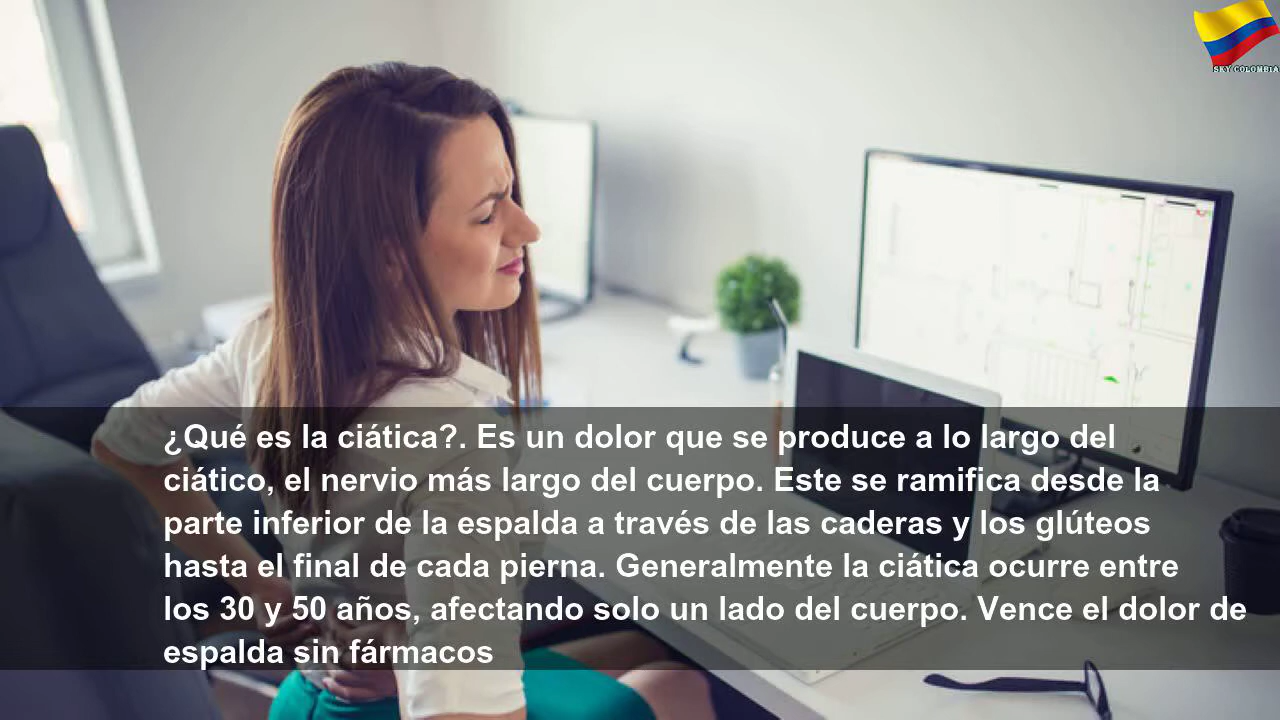 SKY COLOMBIA
¿Qué es la ciática?. Es un dolor que se produce a lo largo del
ciático, el nervio más largo del cuerpo. Este se ramifica desde la
parte inferior de la espalda a través de las caderas y los glúteos
hasta el final de cada pierna. Generalmente la ciática ocurre entre
los 30 y 50 años, afectando solo un lado del cuerpo. Vence el dolor de
espalda sin fármacos